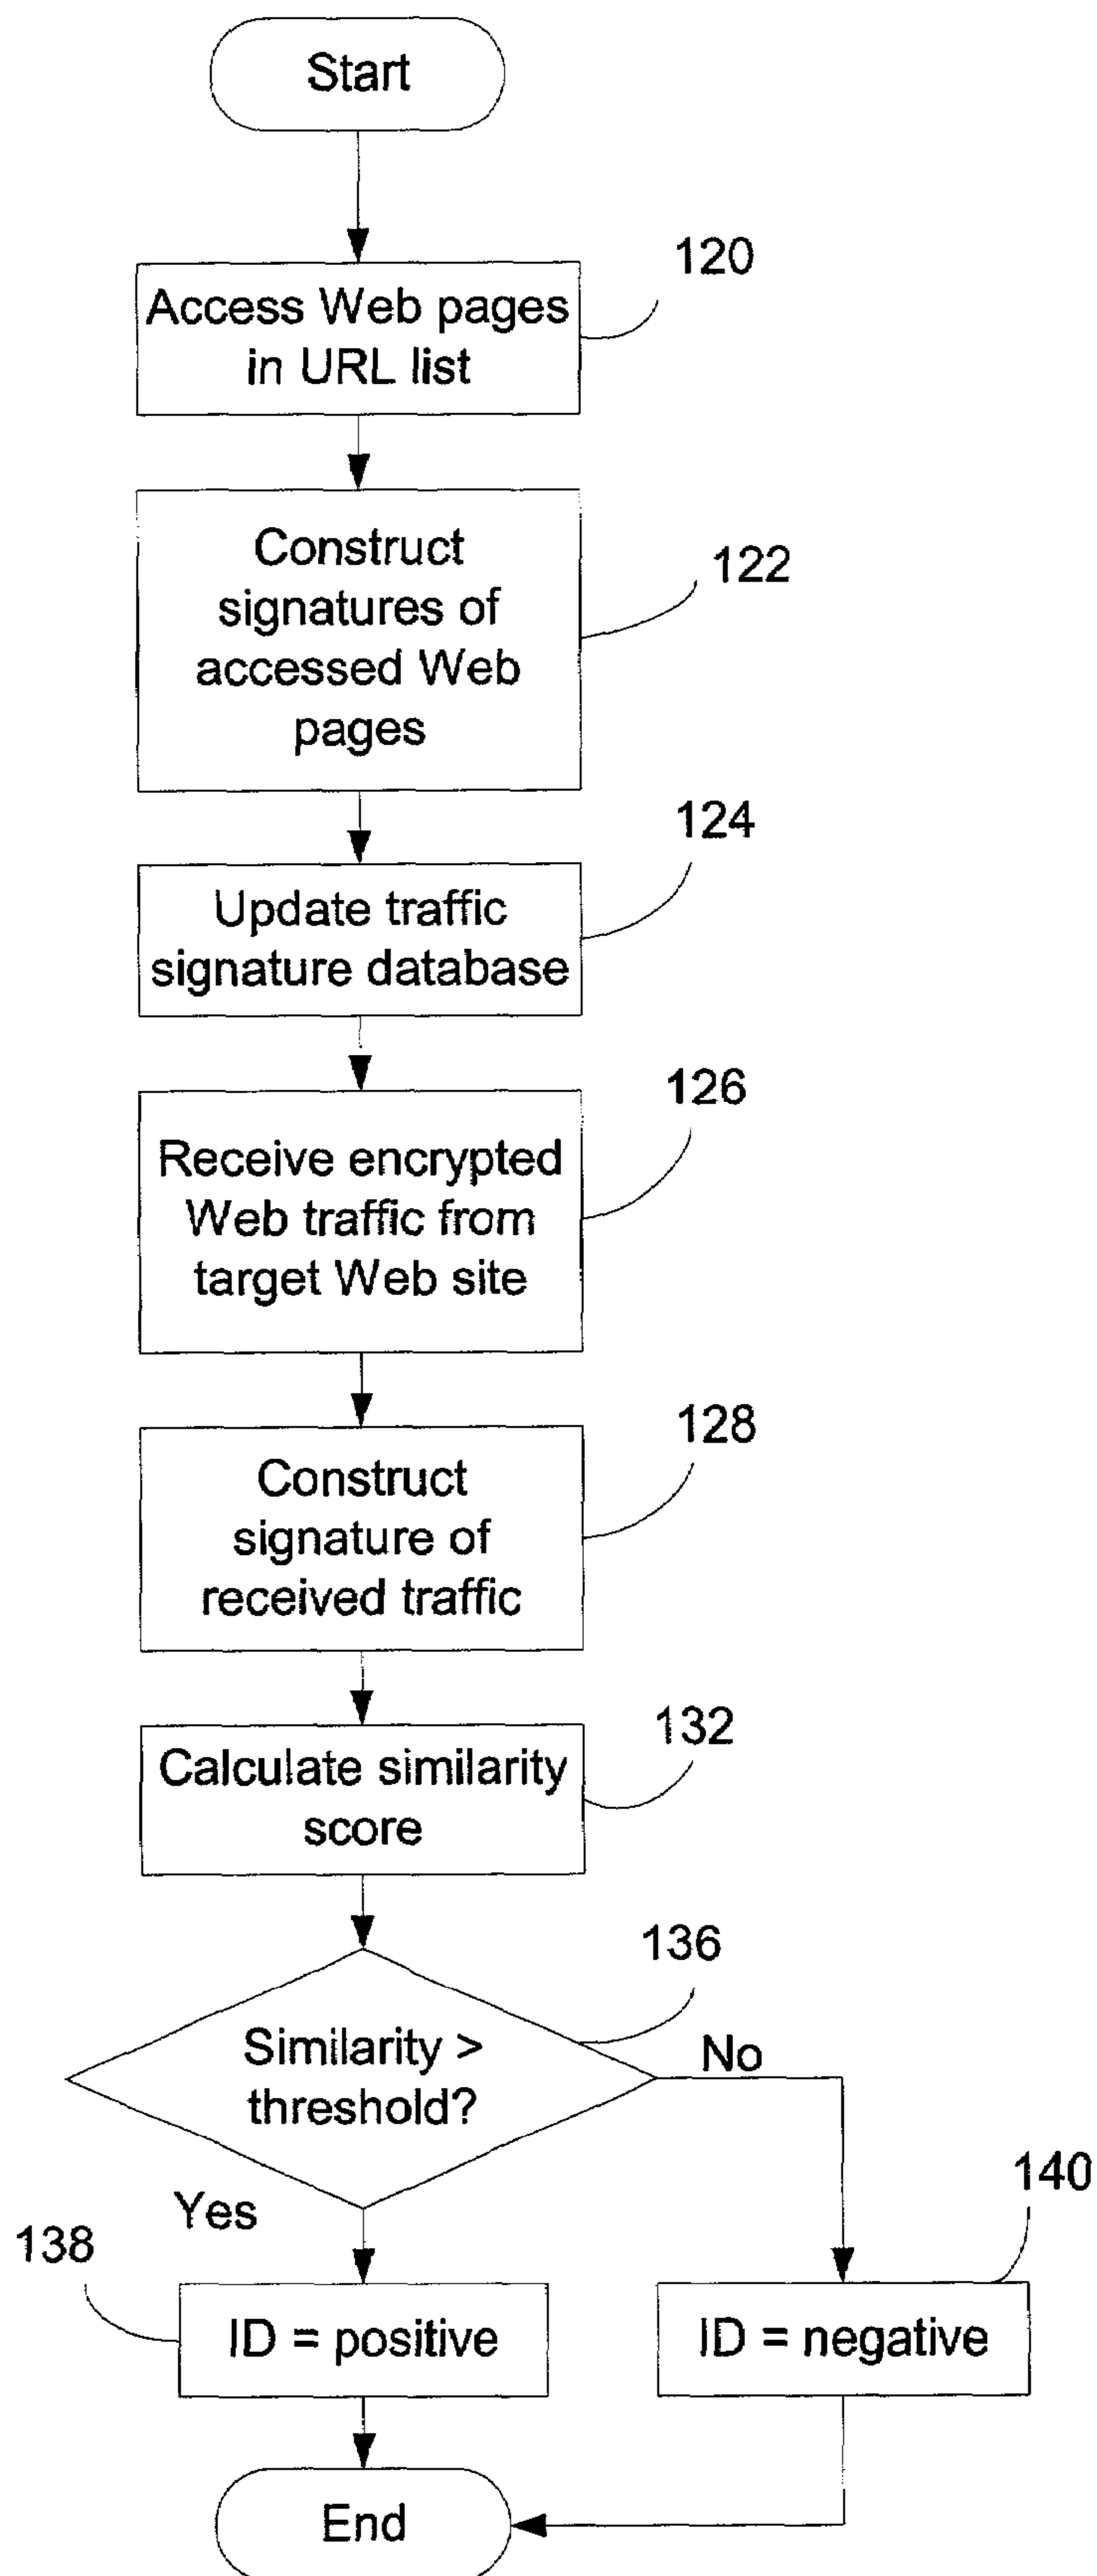 Start
120
Access Web pages
in URL list
122
Construct
signatures of
accessed Web
pages
124
Update traffic
signature database
126
Receive encrypted
Web traffic from
target Web site
128
Construct
signature of
received traffic
132
Calculate similarity
score
136
Similarity >
threshold?
No
Yes
138
140
ID = positive
ID = negative
End